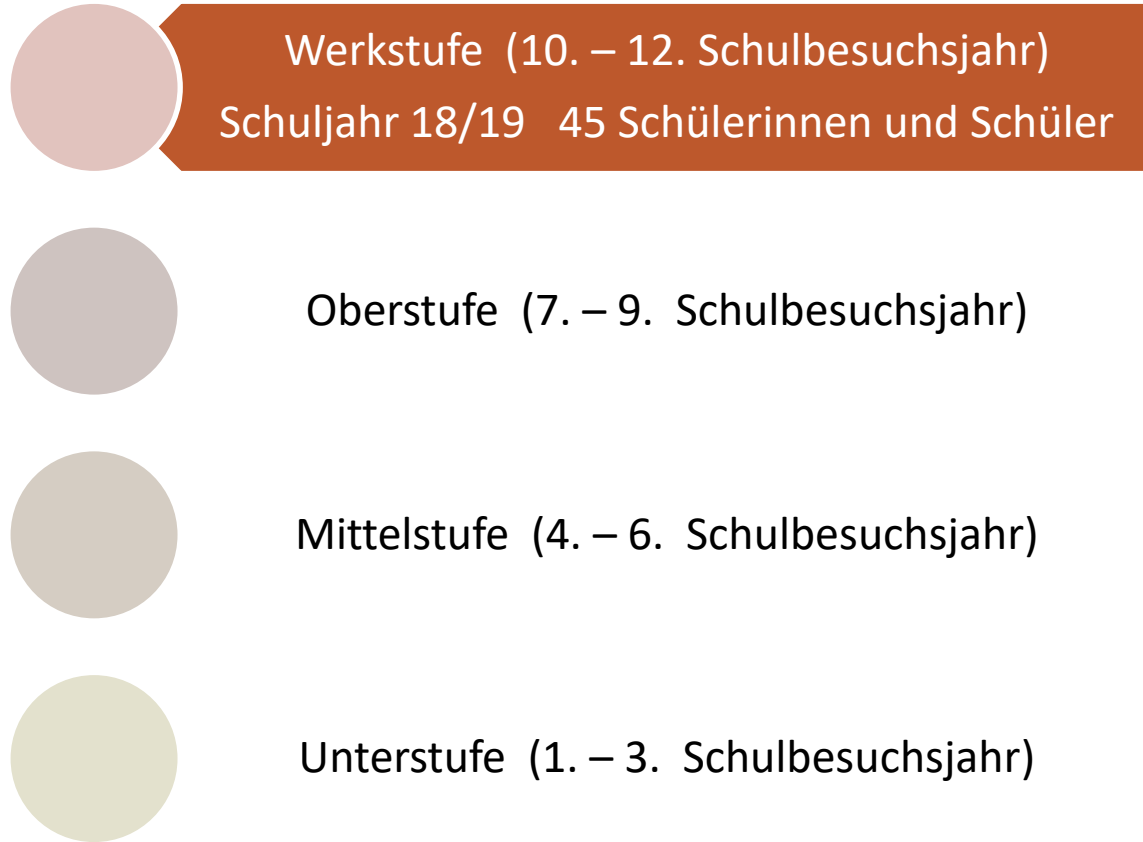 Werkstufe (10. – 12. Schulbesuchsjahr)
Schuljahr 18/19 45 Schülerinnen und Schüler
Oberstufe (7. – 9. Schulbesuchsjahr)
Mittelstufe (4. – 6. Schulbesuchsjahr)
Unterstufe (1. – 3. Schulbesuchsjahr)